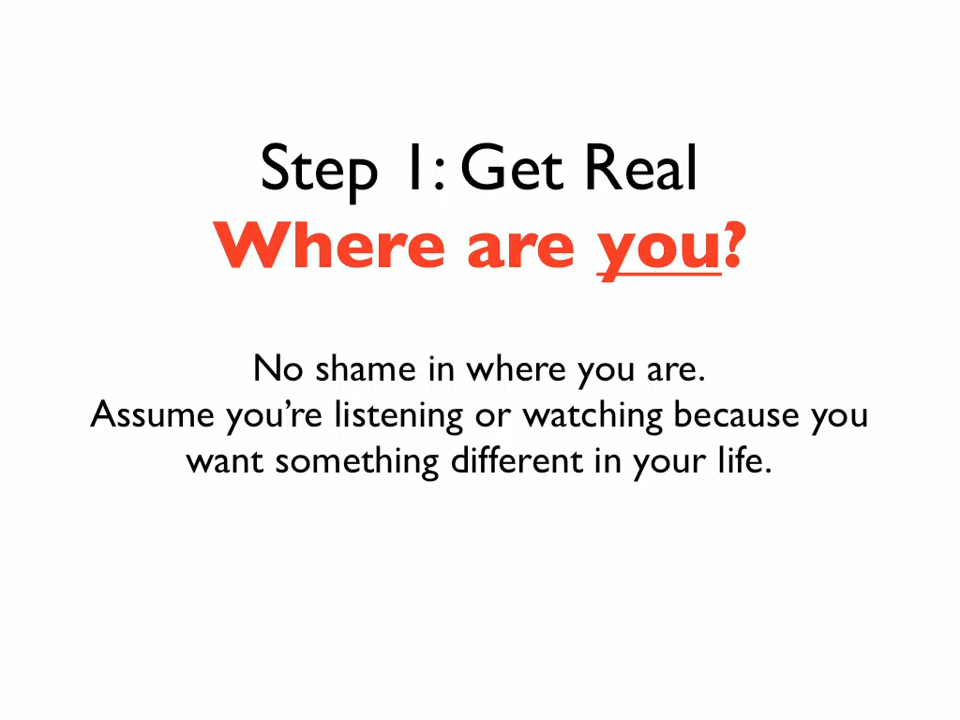 Step 1: Get Real
Where are you?
No shame in where you are.
Assume you’re listening or watching because you
want something different in your life.